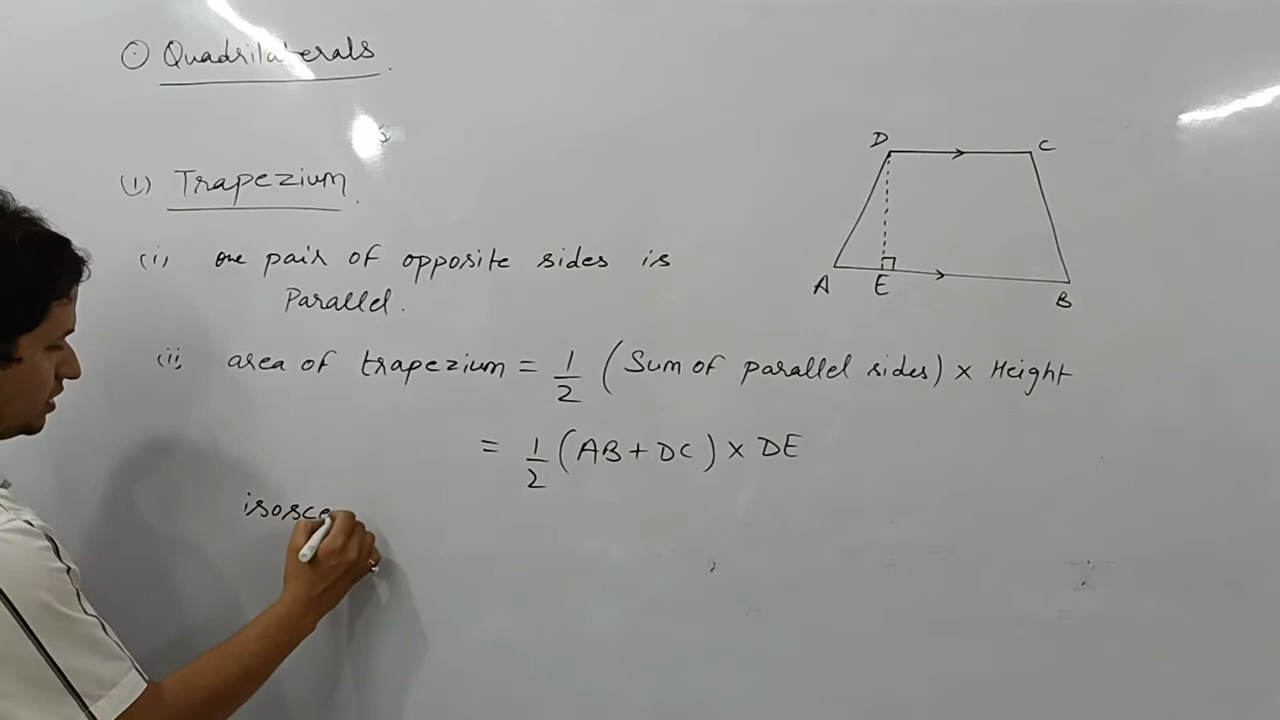 ⊙ Quadrilaterals.
(1) Trapezium.
(i) one pair of opposite sides is
Parallel.
(ii) area of trapezium = 1/2 (Sum of parallel sides) × Height
= 1/2 (AB + DC) × DE
isosce
D C
A E B